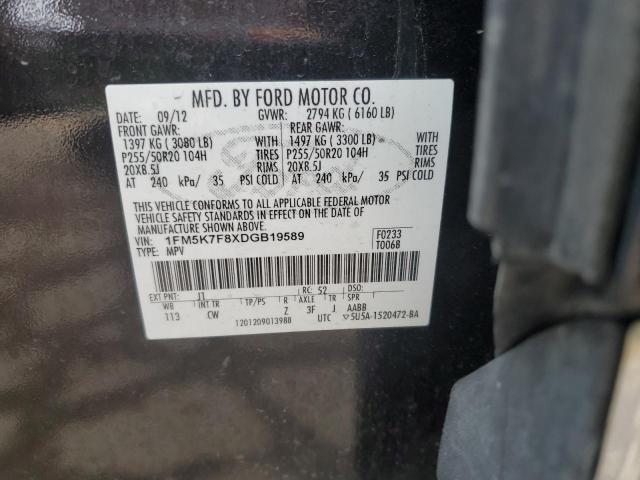 MFD. BY FORD MOTOR CO.
DATE: 09/12 GVWR: 2794 KG ( 6160 LB)
FRONT GAWR: REAR GAWR:
1397 KG ( 3080 LB) WITH 1497 KG ( 3300 LB) WITH
P255/50R20 104H TIRES P255/50R20 104H TIRES
20X8.5J RIMS 20X8.5J RIMS
AT 240 kPa/ 35 PSI COLD AT 240 kPa/ 35 PSI COLD
THIS VEHICLE CONFORMS TO ALL APPLICABLE FEDERAL MOTOR
VEHICLE SAFETY STANDARDS IN EFFECT ON THE DATE OF
MANUFACTURE SHOWN ABOVE.
VIN: 1FM5K7F8XDGB19589 F0233
TYPE: MPV T0068
EXT PNT: J1 RC: 52 DSO:
WB INT TR TP/PS R AXLE TR SPR
113 CW Z 3F J AABB
1201209013988 UTC 5U5A-1520472-BA